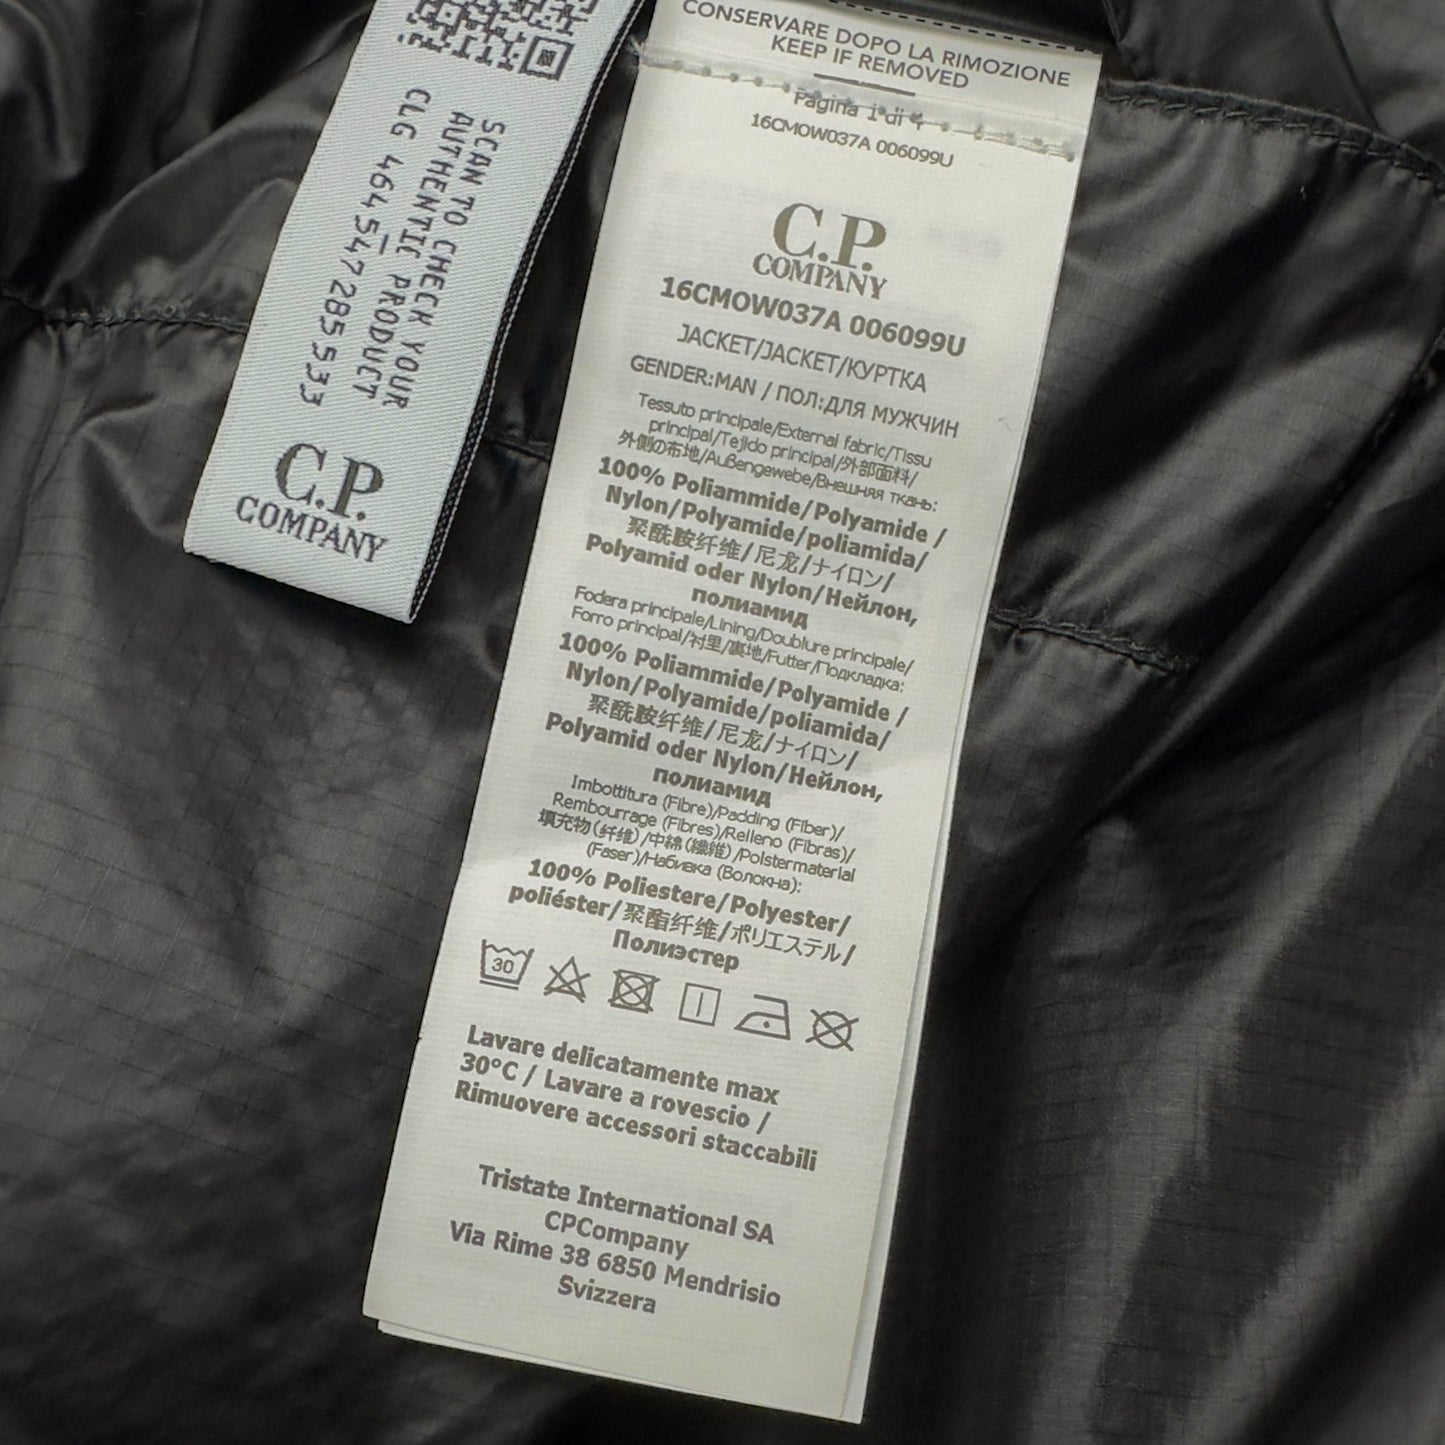 SCAN TO CHECK YOUR
AUTHENTIC PRODUCT
CLG 464547285533
C.P.
COMPANY
CONSERVARE DOPO LA RIMOZIONE
KEEP IF REMOVED
Pagina 1 di 4
16CMOW037A 006099U
C.P.
COMPANY
16CMOW037A 006099U
JACKET/JACKET/КУРТКА
GENDER:MAN / ПОЛ:ДЛЯ МУЖЧИН
Tessuto principale/External fabric/Tissu
principal/Tejido principal/外部面料/
外側の布地/Außengewebe/Внешняя ткань:
100% Poliammide/Polyamide /
Nylon/Polyamide/poliamida/
聚酰胺纤维/尼龙/ナイロン/
Polyamid oder Nylon/Нейлон,
полиамид
Fodera principale/Lining/Doublure principale/
Forro principal/衬里/裏地/Futter/Подкладка:
100% Poliammide/Polyamide /
Nylon/Polyamide/poliamida/
聚酰胺纤维/尼龙/ナイロン/
Polyamid oder Nylon/Нейлон,
полиамид
Imbottitura (Fibre)/Padding (Fiber)/
Rembourrage (Fibres)/Relleno (Fibras)/
填充物(纤维)/中綿(繊維)/Polstermaterial
(Faser)/Набивка (Волокна):
100% Poliestere/Polyester/
poliéster/聚酯纤维/ポリエステル/
Полиэстер
30
Lavare delicatamente max
30°C / Lavare a rovescio /
Rimuovere accessori staccabili
Tristate International SA
CPCompany
Via Rime 38 6850 Mendrisio
Svizzera